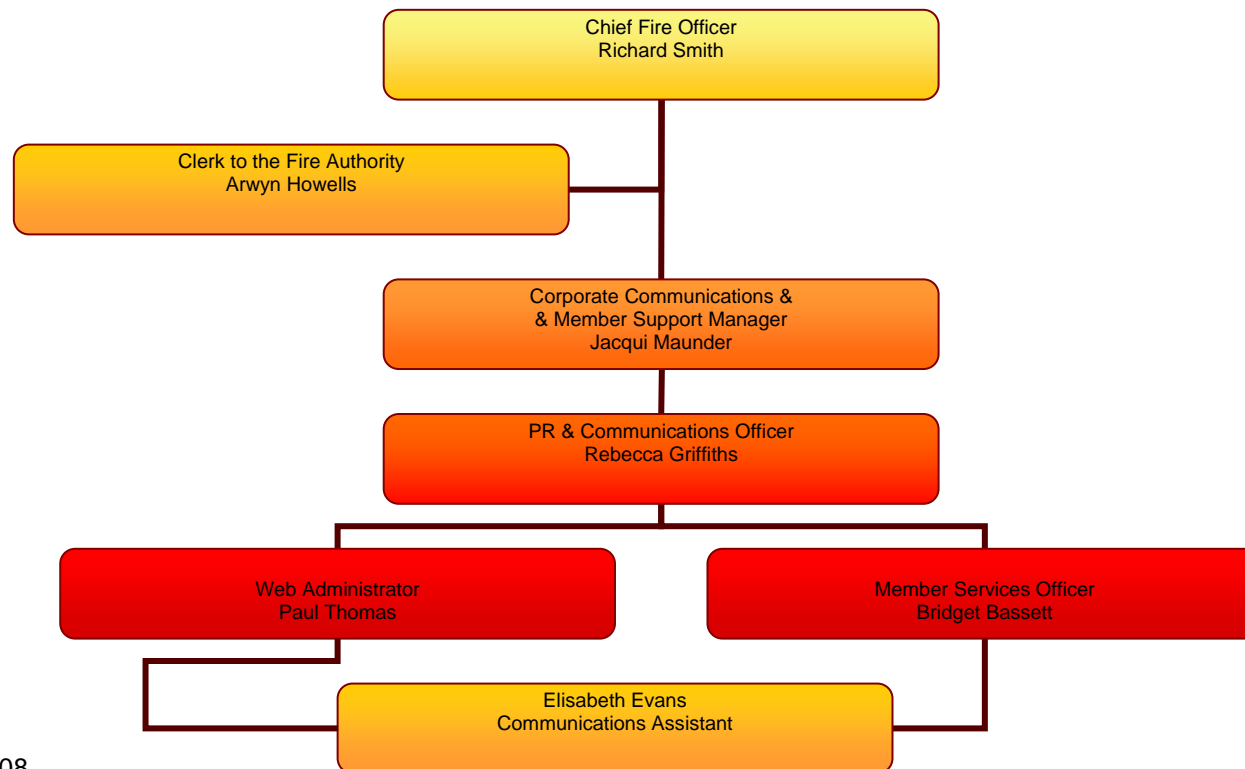 Chief Fire Officer
Richard Smith
Clerk to the Fire Authority
Arwyn Howells
Corporate Communications &
& Member Support Manager
Jacqui Maunder
PR & Communications Officer
Rebecca Griffiths
Web Administrator
Paul Thomas
Member Services Officer
Bridget Bassett
Elisabeth Evans
Communications Assistant
08